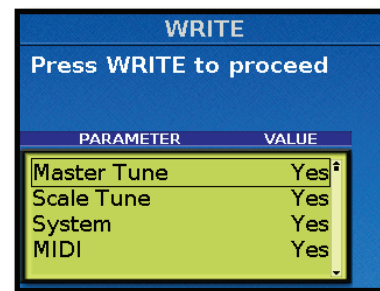 WRITE
Press WRITE to proceed
PARAMETER VALUE
Master Tune Yes
Scale Tune Yes
System Yes
MIDI Yes